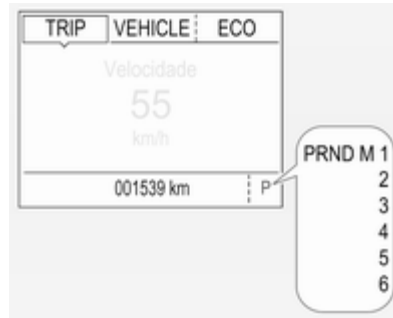 TRIP VEHICLE ECO
Velocidade
55
km/h
001539 km P
PRND M 1
2
3
4
5
6